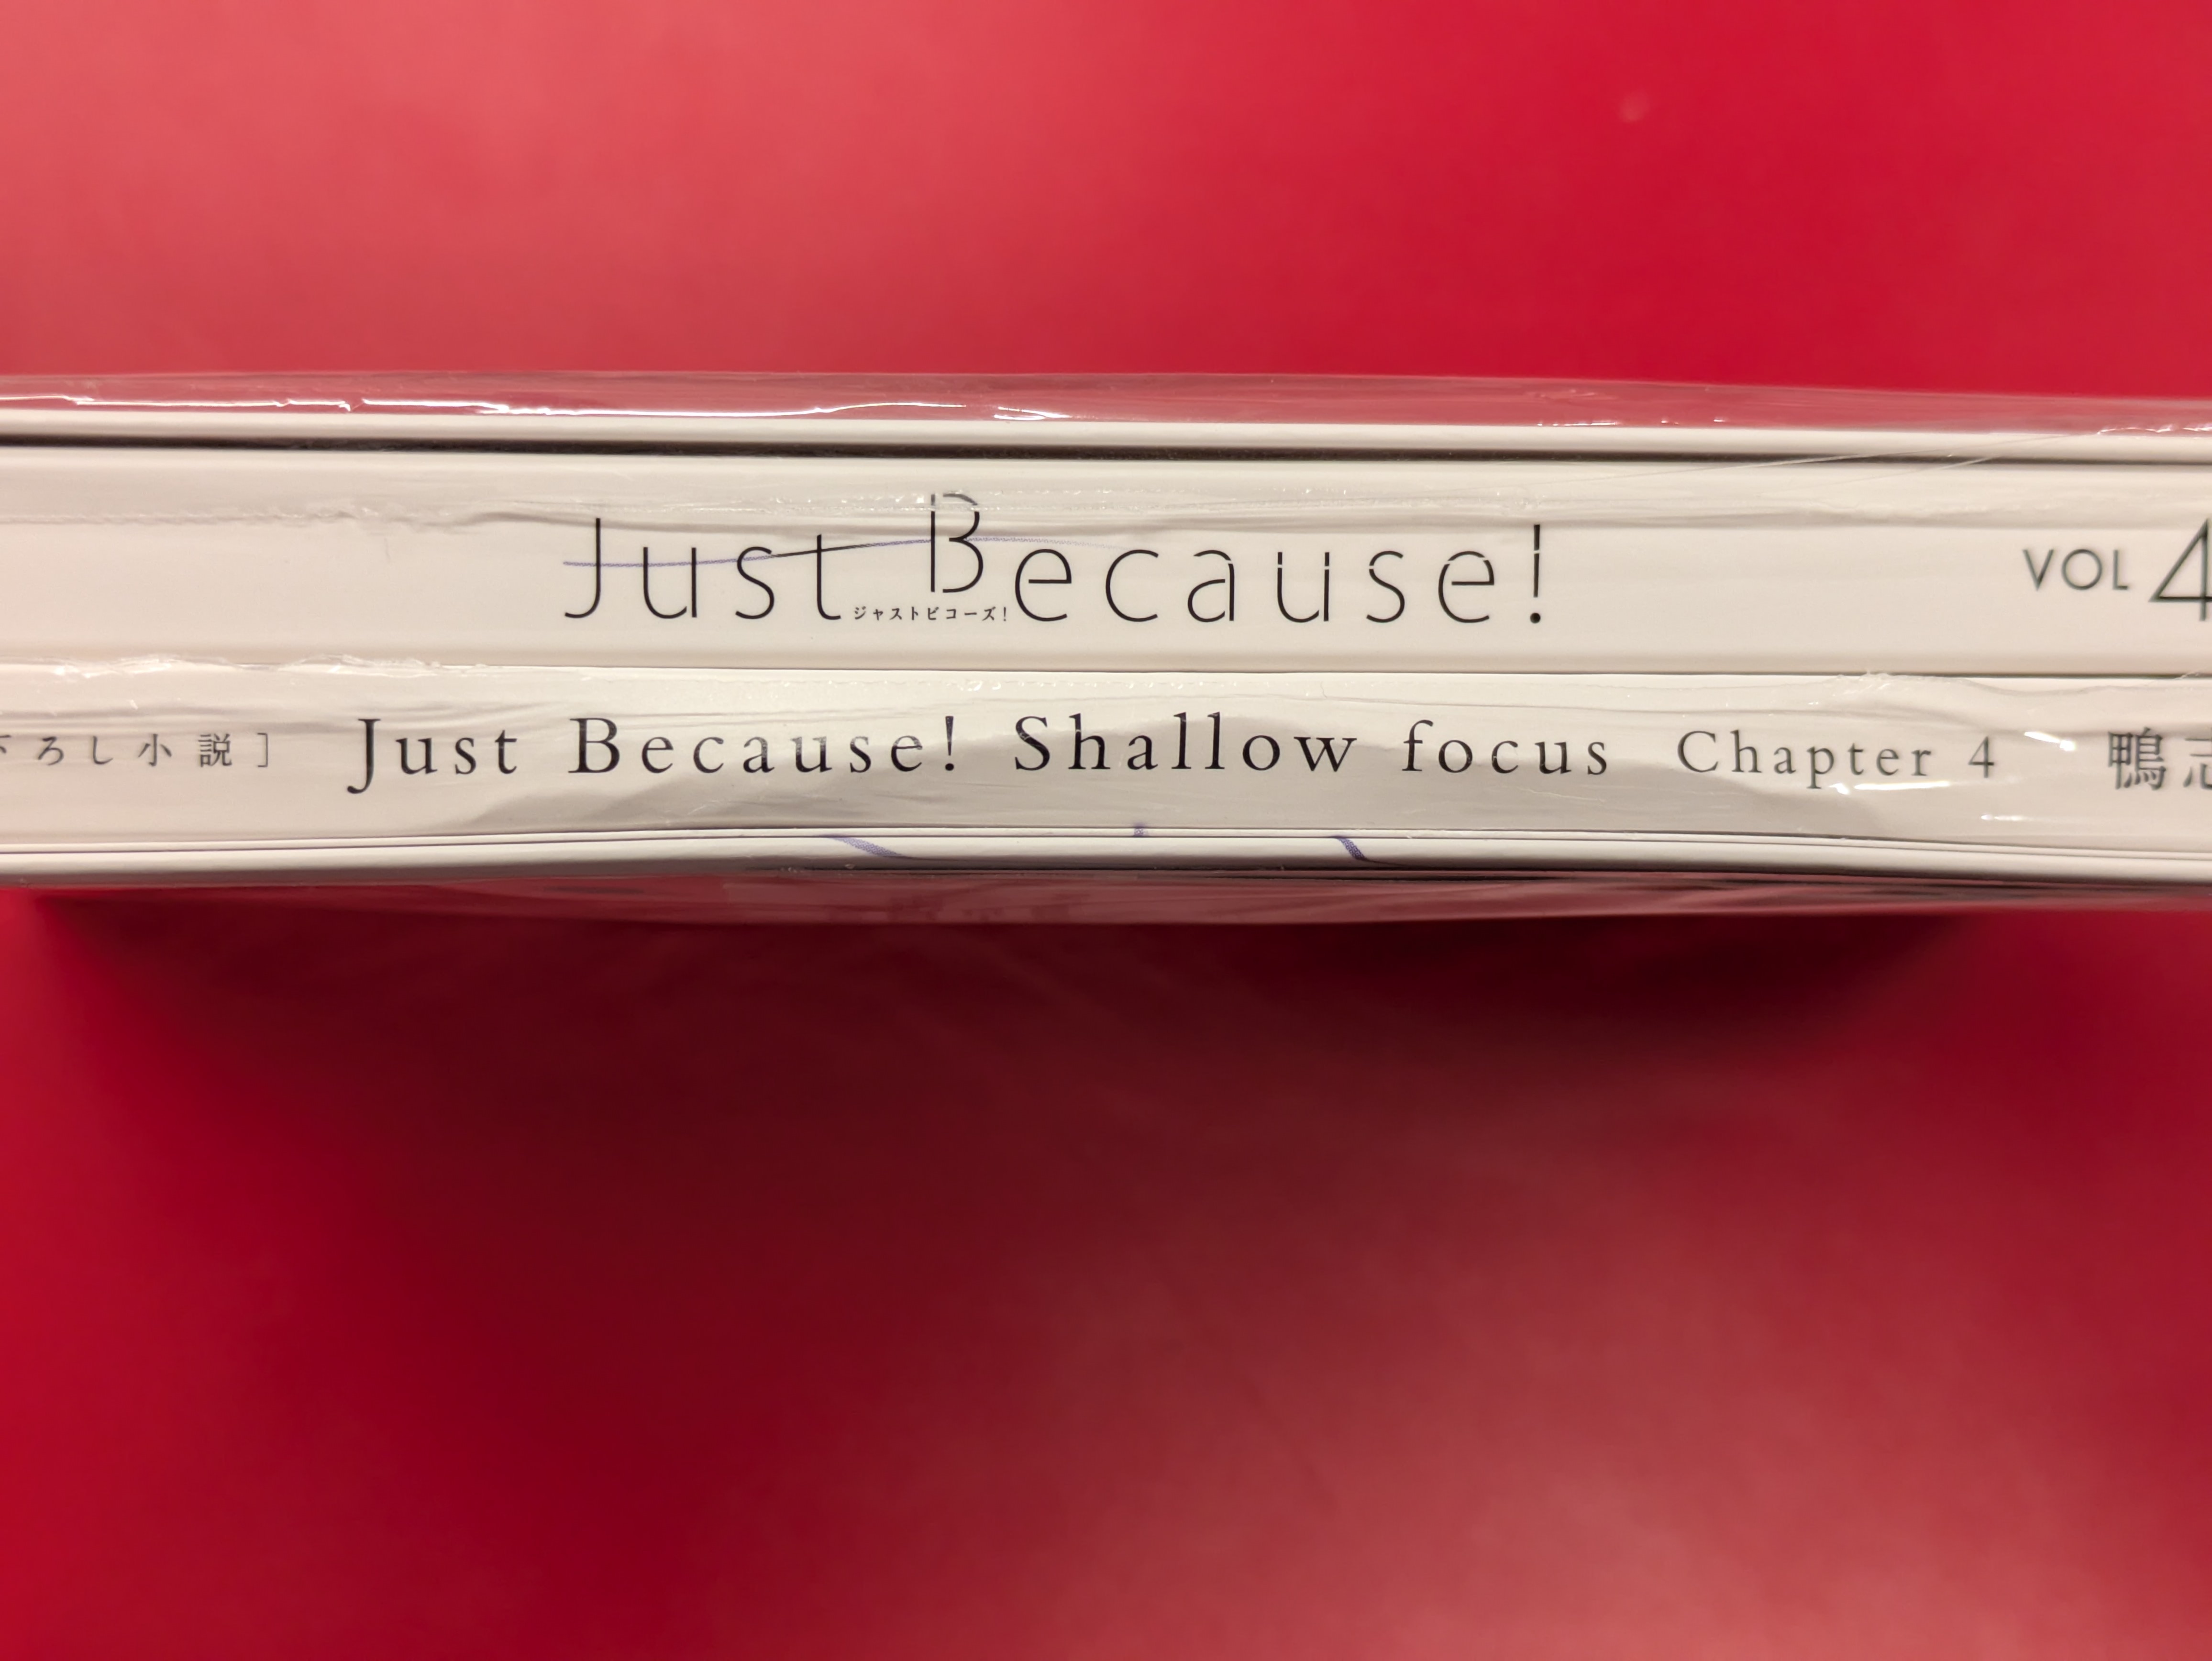 Just Because! VOL 4
ジャストビコーズ!
ろし小説] Just Because! Shallow focus Chapter 4 鴨